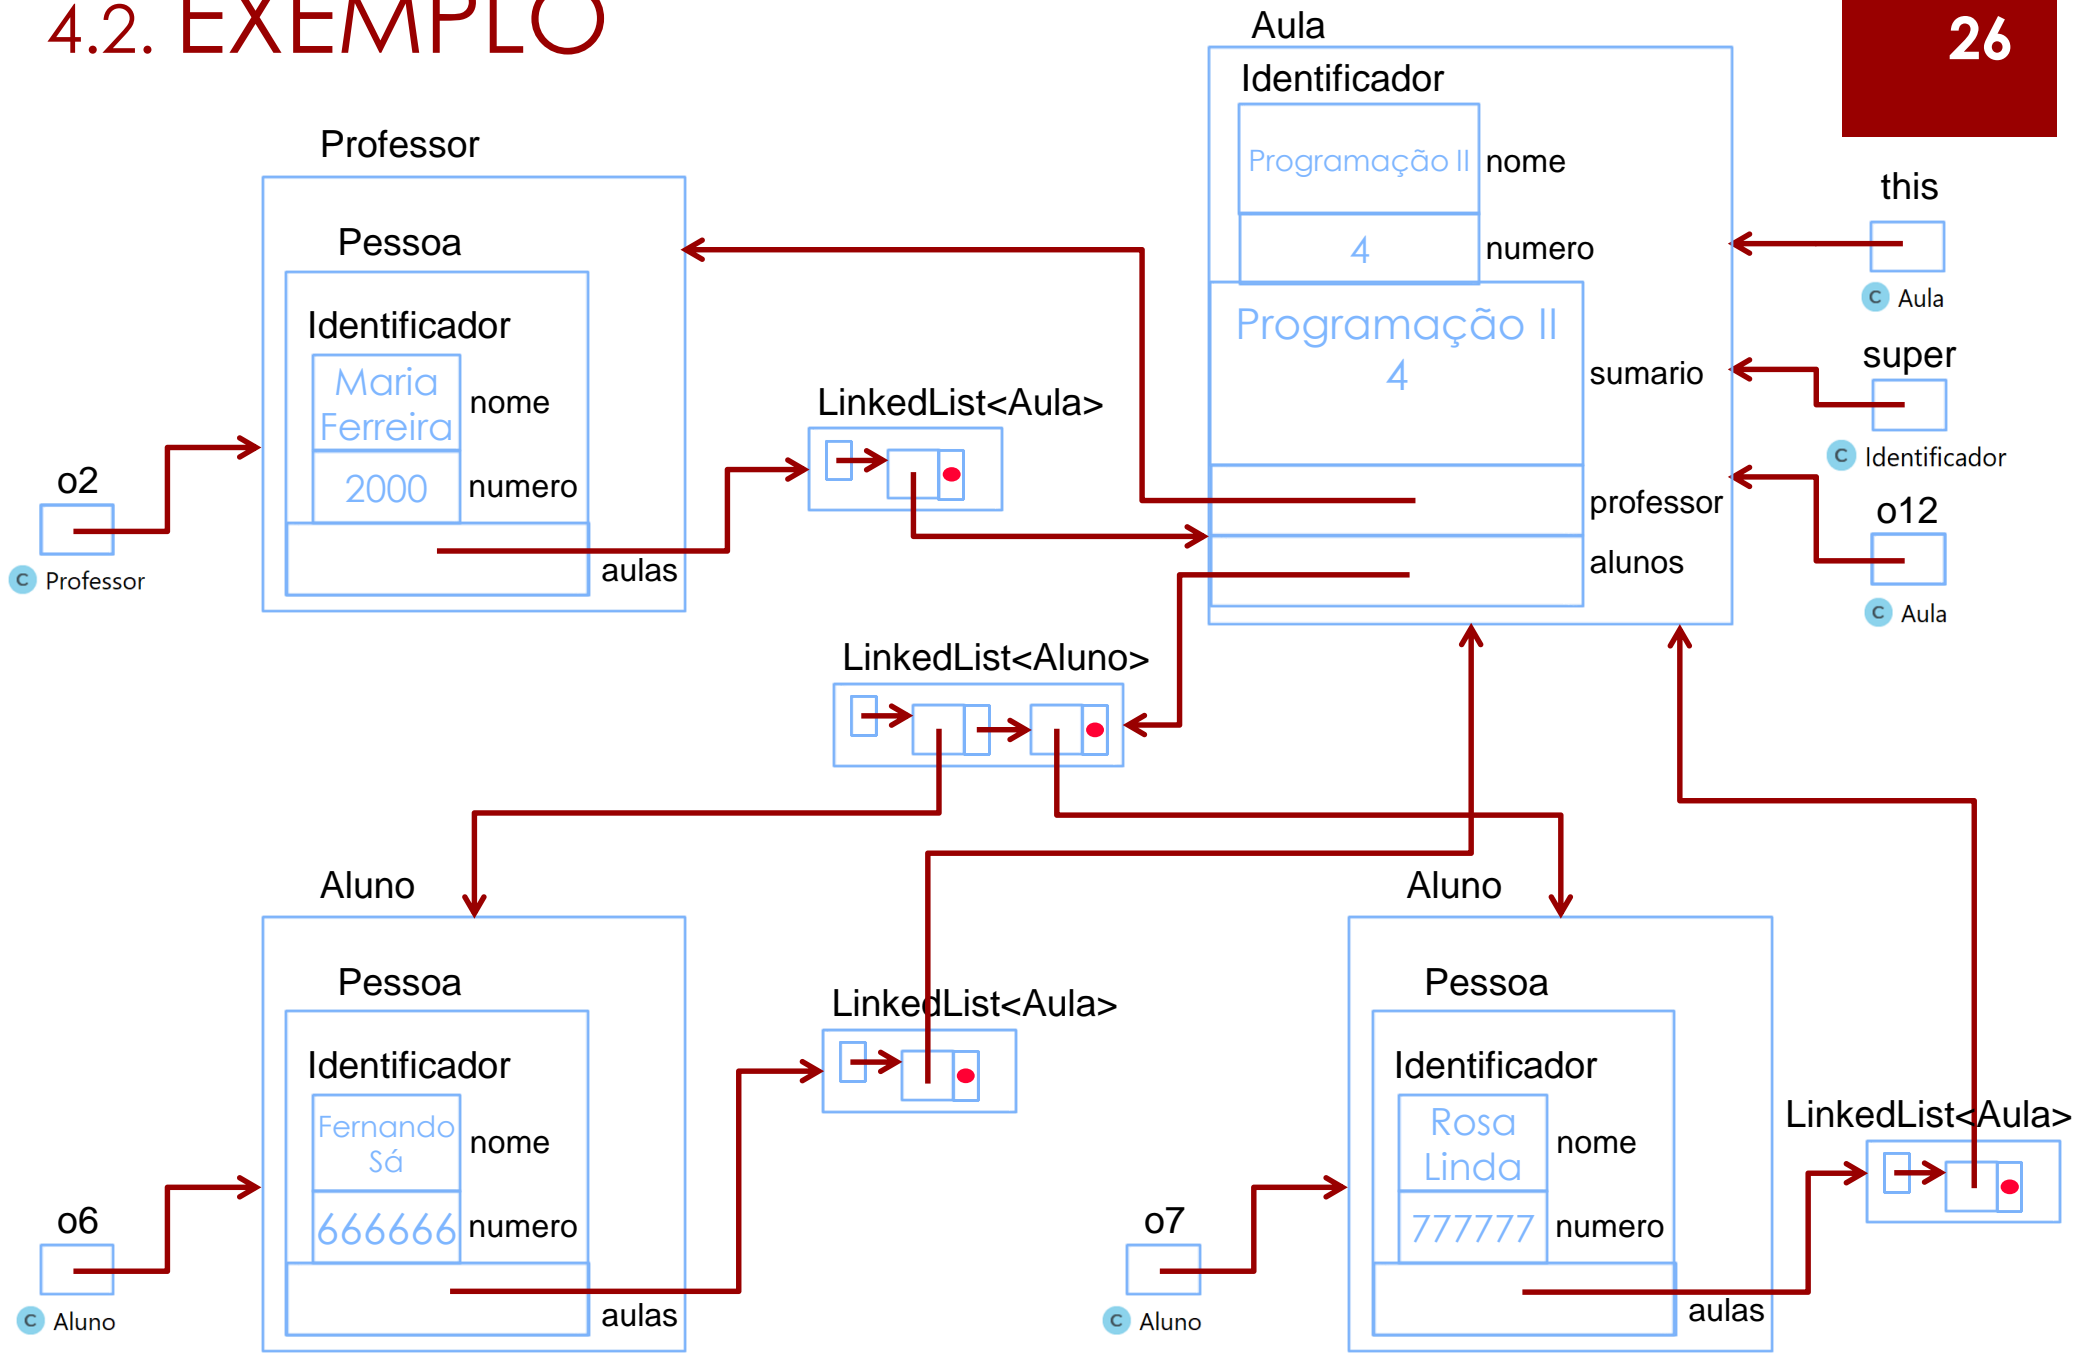 4.2. EXEMPLO
26
Aula
Identificador
Programação II
nome
4
numero
Programação II
4
sumario
professor
alunos
this
C Aula
super
C Identificador
o12
C Aula
Professor
Pessoa
Identificador
Maria
Ferreira
nome
2000
numero
aulas
o2
C Professor
LinkedList<Aula>
LinkedList<Aluno>
Aluno
Pessoa
Identificador
Fernando
Sá
nome
666666
numero
aulas
o6
C Aluno
LinkedList<Aula>
Aluno
Pessoa
Identificador
Rosa
Linda
nome
777777
numero
aulas
o7
C Aluno
LinkedList<Aula>